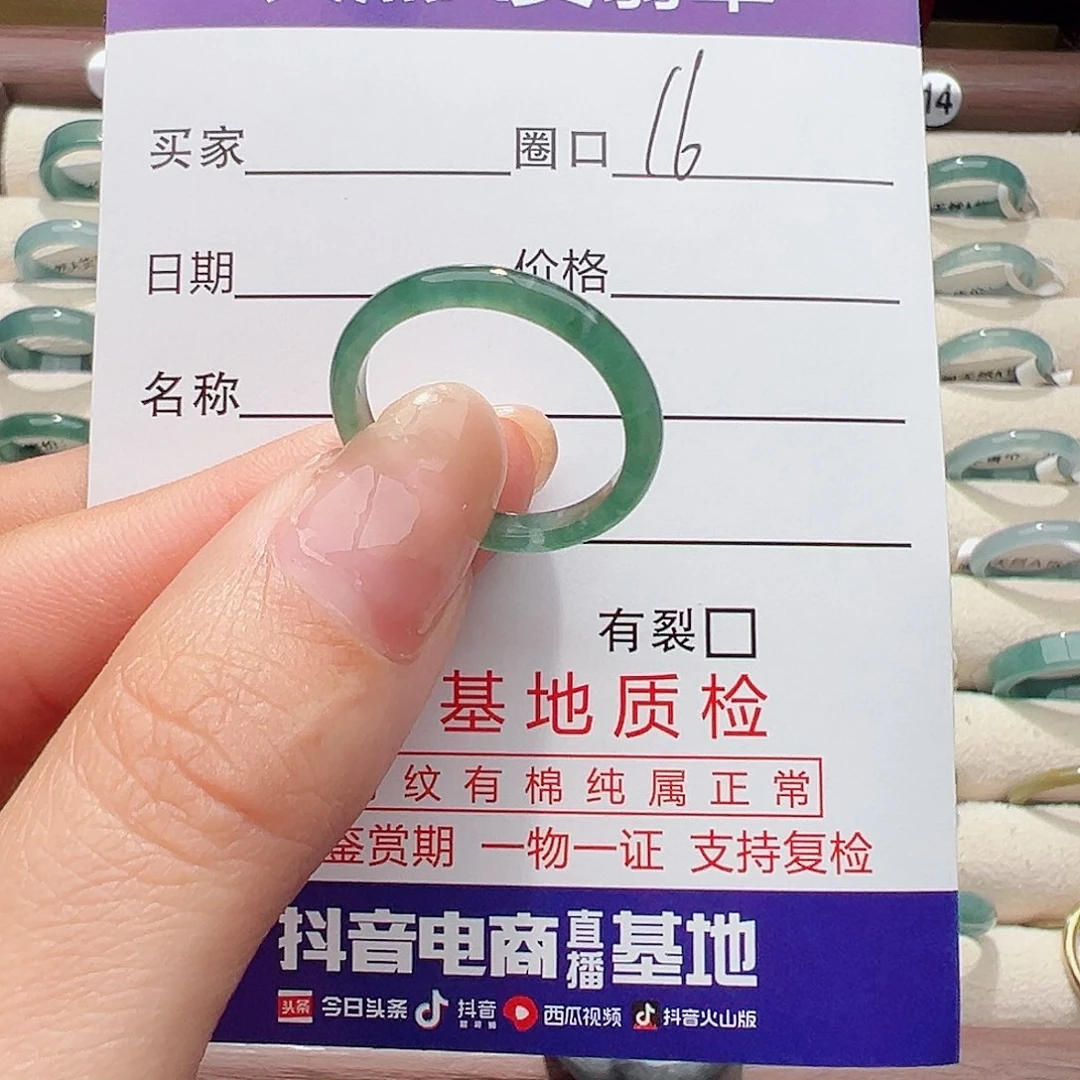 买家 圈口 16
14
日期 价格
名称
有裂
基地质检
纹有棉纯属正常
鉴赏期 一物一证 支持复检
抖音电商直播基地
头条 今日头条 抖音 西瓜视频 抖音火山版